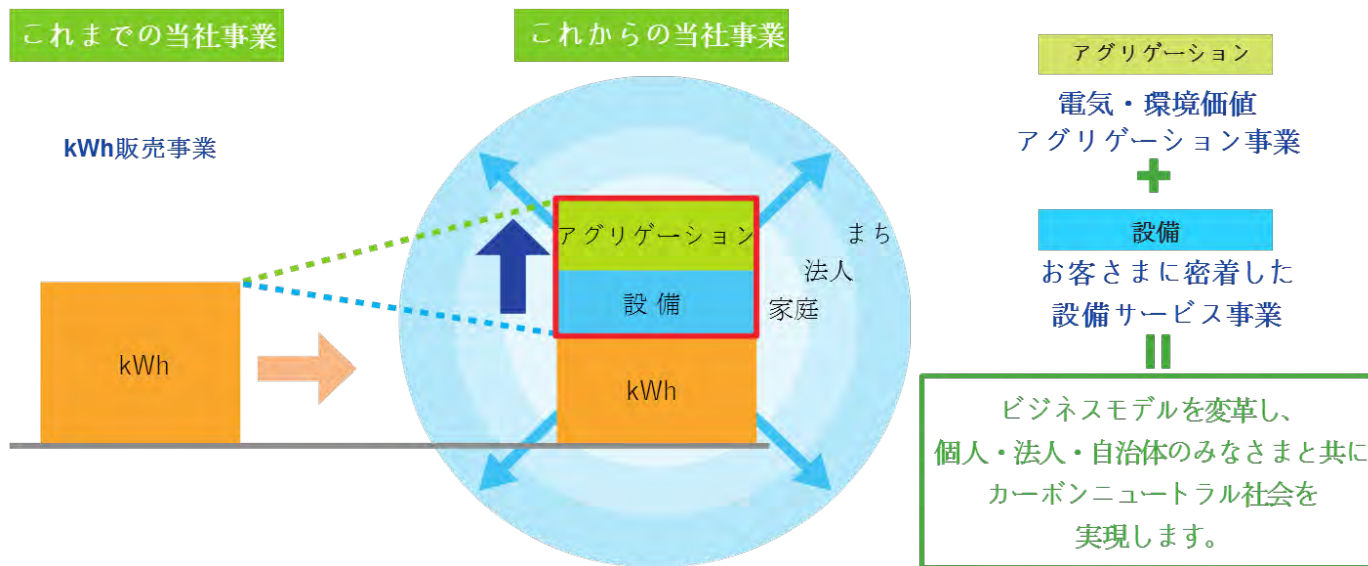 これまでの当社事業
kWh販売事業
kWh
これからの当社事業
アグリゲーション
設備
kWh
まち
法人
家庭
アグリゲーション
電気・環境価値
アグリゲーション事業
+
設備
お客さまに密着した
設備サービス事業
=
ビジネスモデルを変革し、
個人・法人・自治体のみなさまと共に
カーボンニュートラル社会を
実現します。